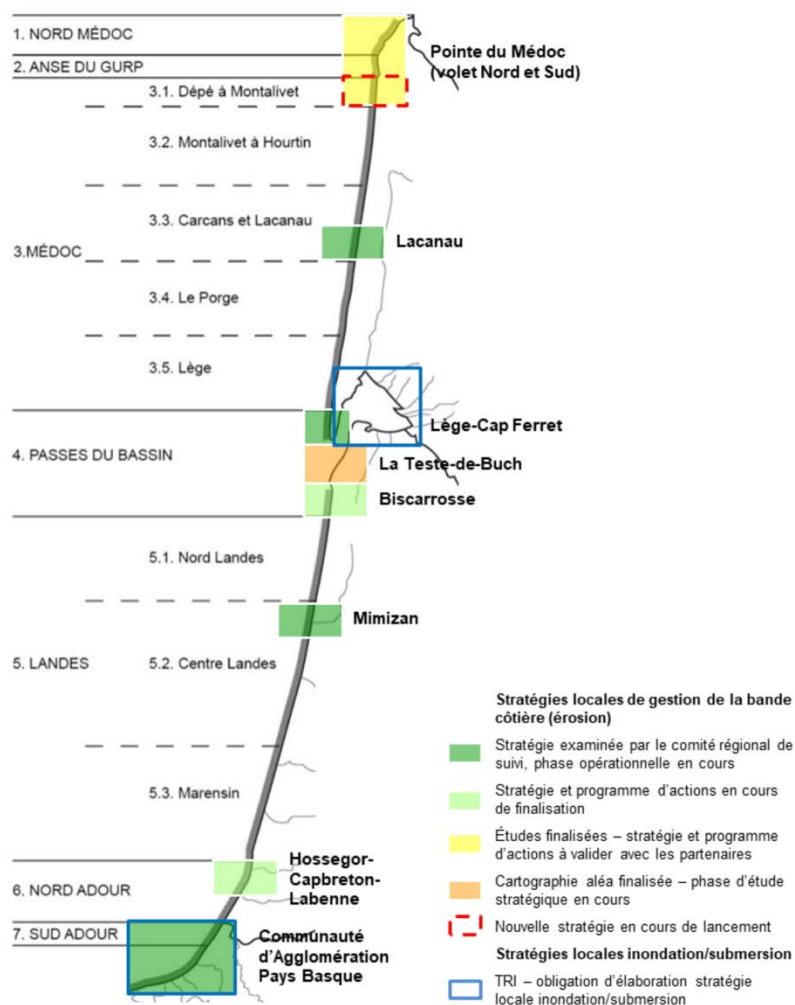 1. NORD MÉDOC
2. ANSE DU GURP
3.1. Dépé à Montalivet
3.2. Montalivet à Hourtin
3.3. Carcans et Lacanau
3.MÉDOC
3.4. Le Porge
3.5. Lège
4. PASSES DU BASSIN
5.1. Nord Landes
5. LANDES
5.2. Centre Landes
5.3. Marensin
6. NORD ADOUR
7. SUD ADOUR
Pointe du Médoc
(volet Nord et Sud)
Lacanau
Lège-Cap Ferret
La Teste-de-Buch
Biscarrosse
Mimizan
Hossegor-
Capbreton-
Labenne
Communauté
d'Agglomération
Pays Basque
Stratégies locales de gestion de la bande
côtière (érosion)
Stratégie examinée par le comité régional de
suivi, phase opérationnelle en cours
Stratégie et programme d'actions en cours
de finalisation
Études finalisées – stratégie et programme
d'actions à valider avec les partenaires
Cartographie aléa finalisée – phase d'étude
stratégique en cours
Nouvelle stratégie en cours de lancement
Stratégies locales inondation/submersion
TRI – obligation d'élaboration stratégie
locale inondation/submersion